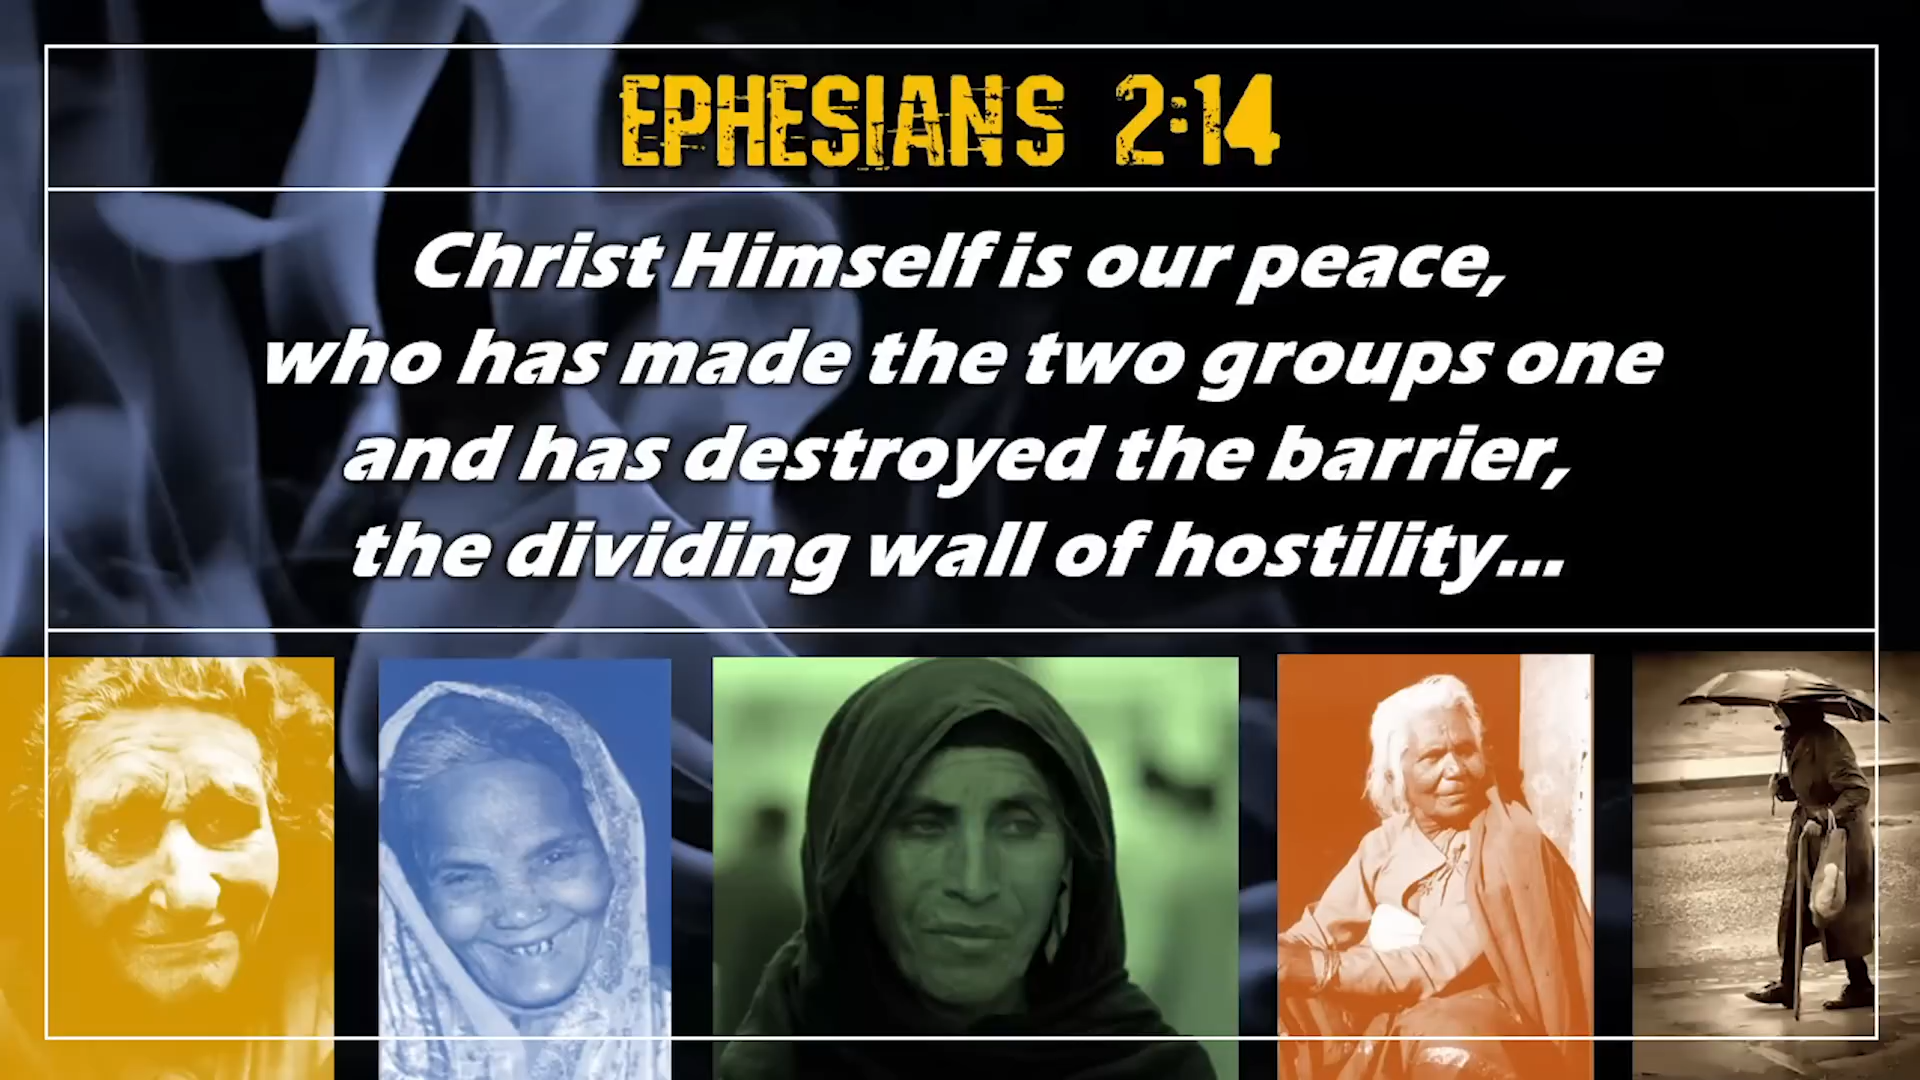 EPHESIANS 2:14
Christ Himself is our peace,
who has made the two groups one
and has destroyed the barrier,
the dividing wall of hostility...